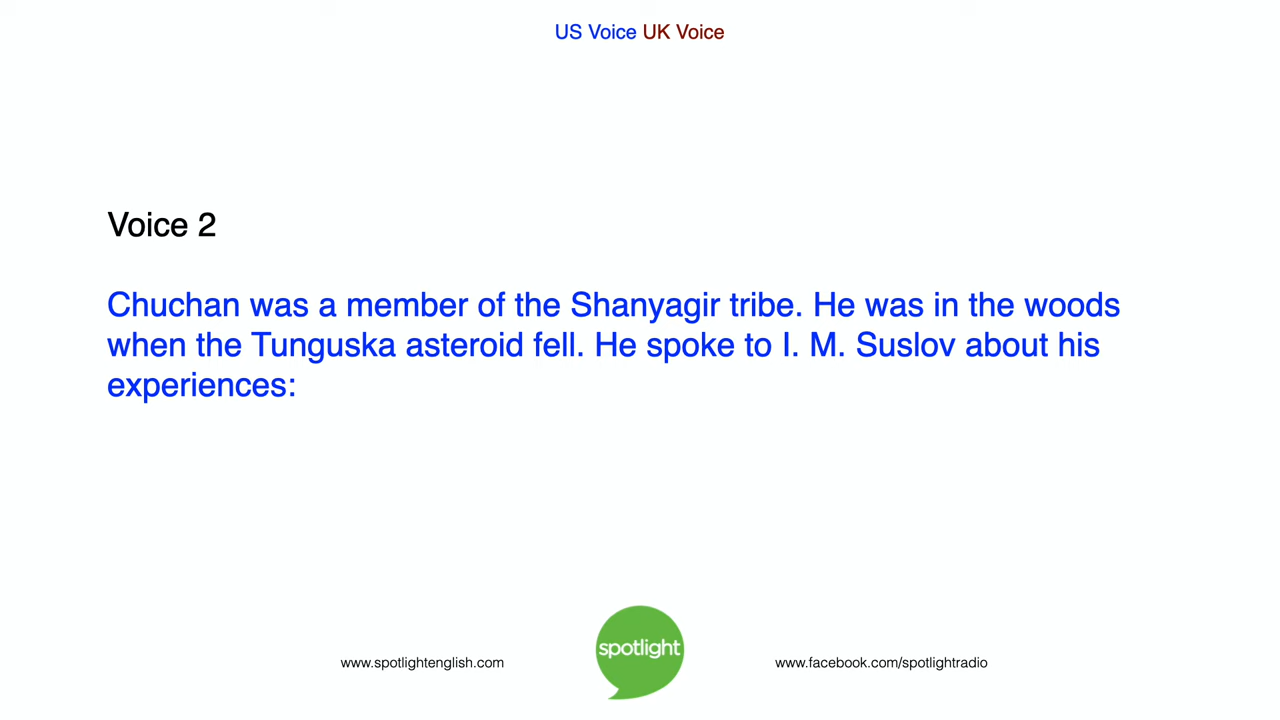 US Voice UK Voice
Voice 2
Chuchan was a member of the Shanyagir tribe. He was in the woods
when the Tunguska asteroid fell. He spoke to I. M. Suslov about his
experiences:
spotlight
www.spotlightenglish.com
www.facebook.com/spotlightradio